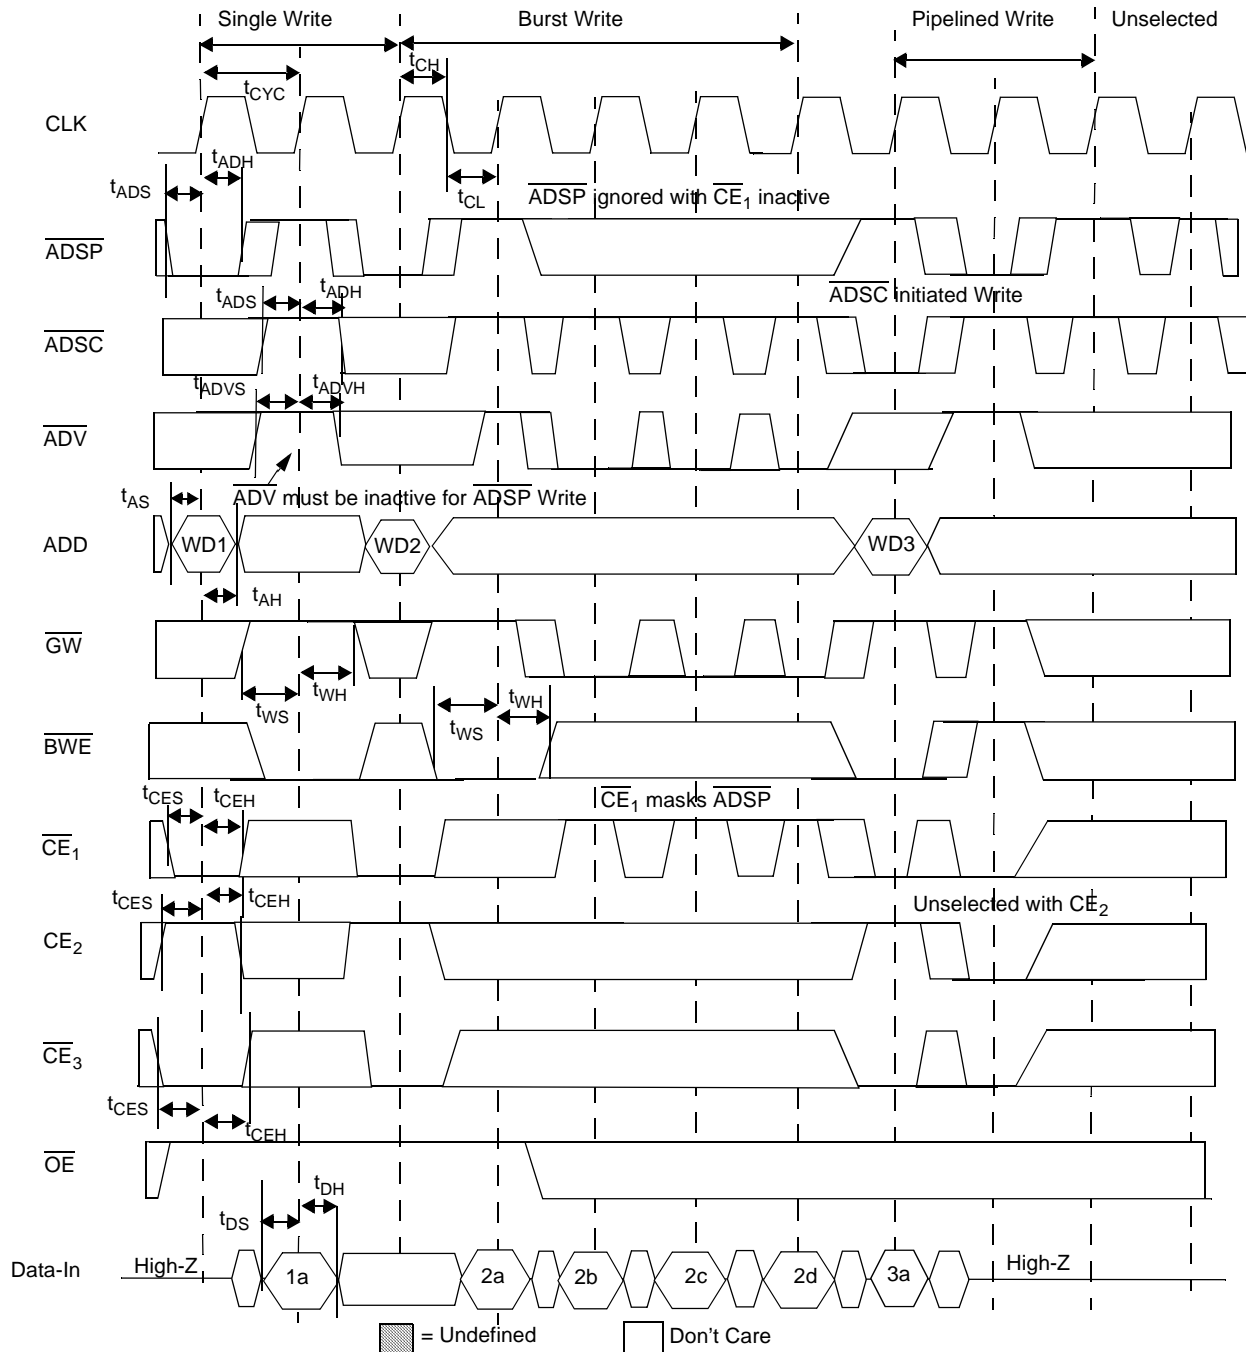 Single Write Burst Write Pipelined Write Unselected
tCH
tCYC
CLK
tADH
tADS
tCL
ADSP ignored with CE1 inactive
ADSP
tADS tADH
ADSC initiated Write
ADSC
tADVS tADVH
ADV
tAS
ADV must be inactive for ADSP Write
ADD WD1 WD2 WD3
tAH
GW
tWS tWH tWS tWH
BWE
tCES tCEH
CE1 masks ADSP
CE1
tCES tCEH
Unselected with CE2
CE2
CE3
tCES tCEH
OE
tDH
tDS
Data-In High-Z 1a 2a 2b 2c 2d 3a High-Z
= Undefined Don't Care